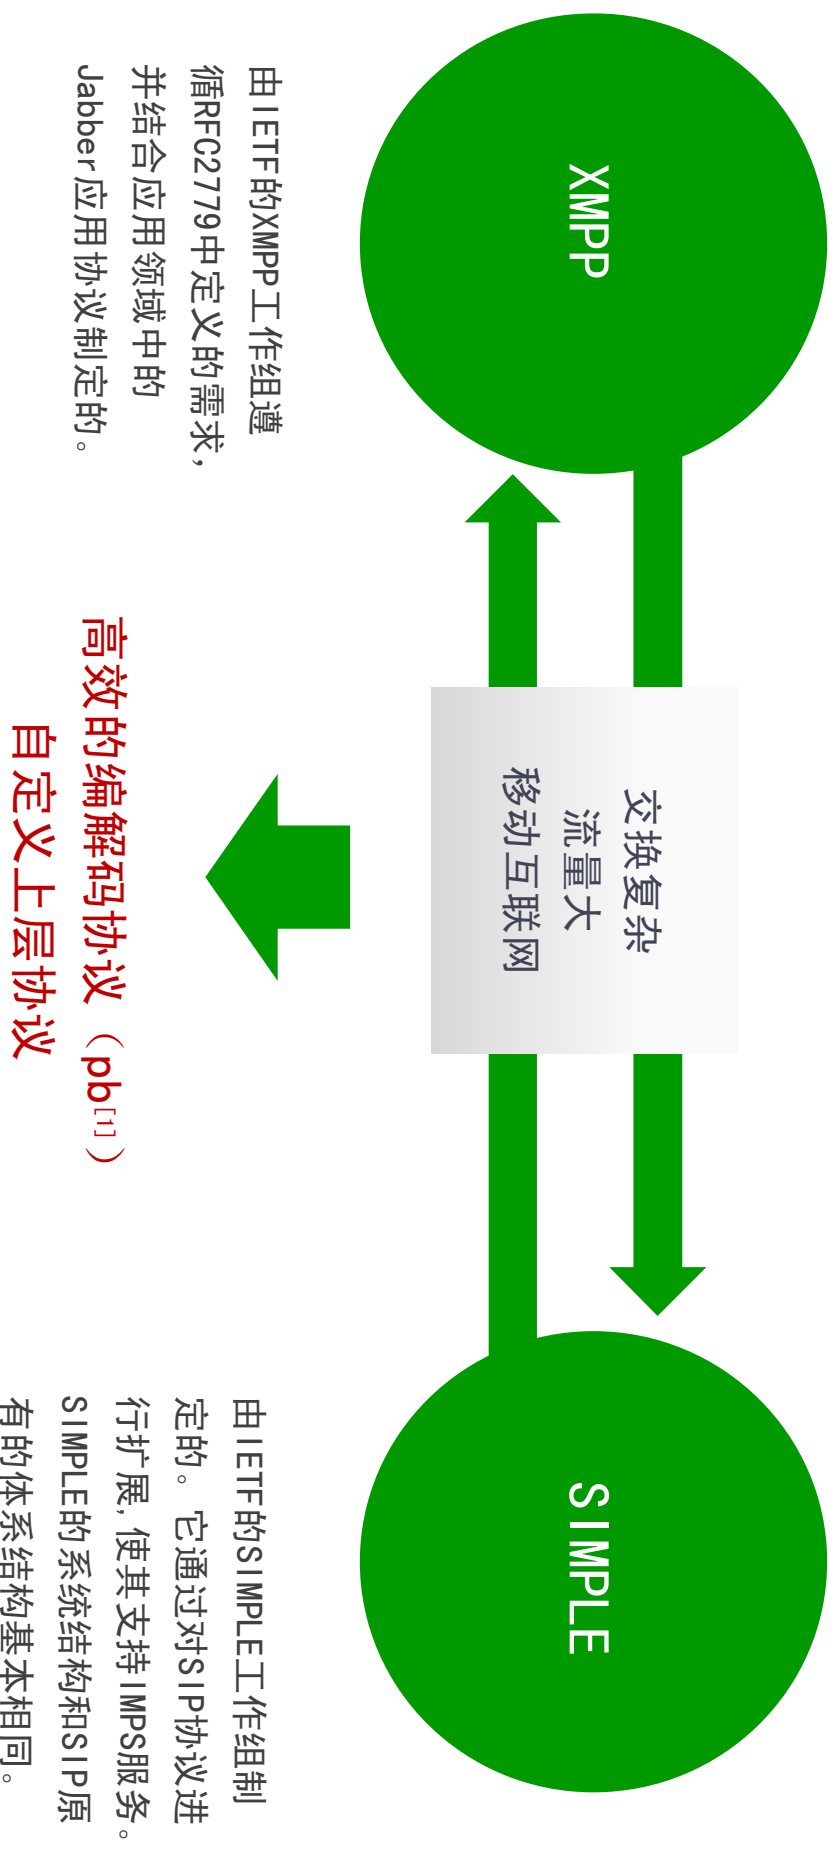 XMPP
交换复杂
流量大
移动互联网
SIMPLE
由IETF的XMPP工作组遵
循RFC2779中定义的需求,
并结合应用领域中的
Jabber应用协议制定的。
高效的编解码协议（pb[1]）
自定义上层协议
由IETF的SIMPLE工作组制
定的。它通过对SIP协议进
行扩展,使其支持IMPS服务。
SIMPLE的系统结构和SIP原
有的体系结构基本相同。